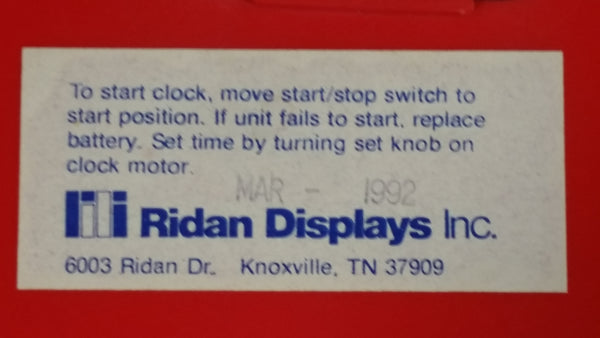 To start clock, move start/stop switch to
start position. If unit fails to start, replace
battery. Set time by turning set knob on
clock motor.
MAR - 1992
Ridan Displays Inc.
6003 Ridan Dr. Knoxville, TN 37909